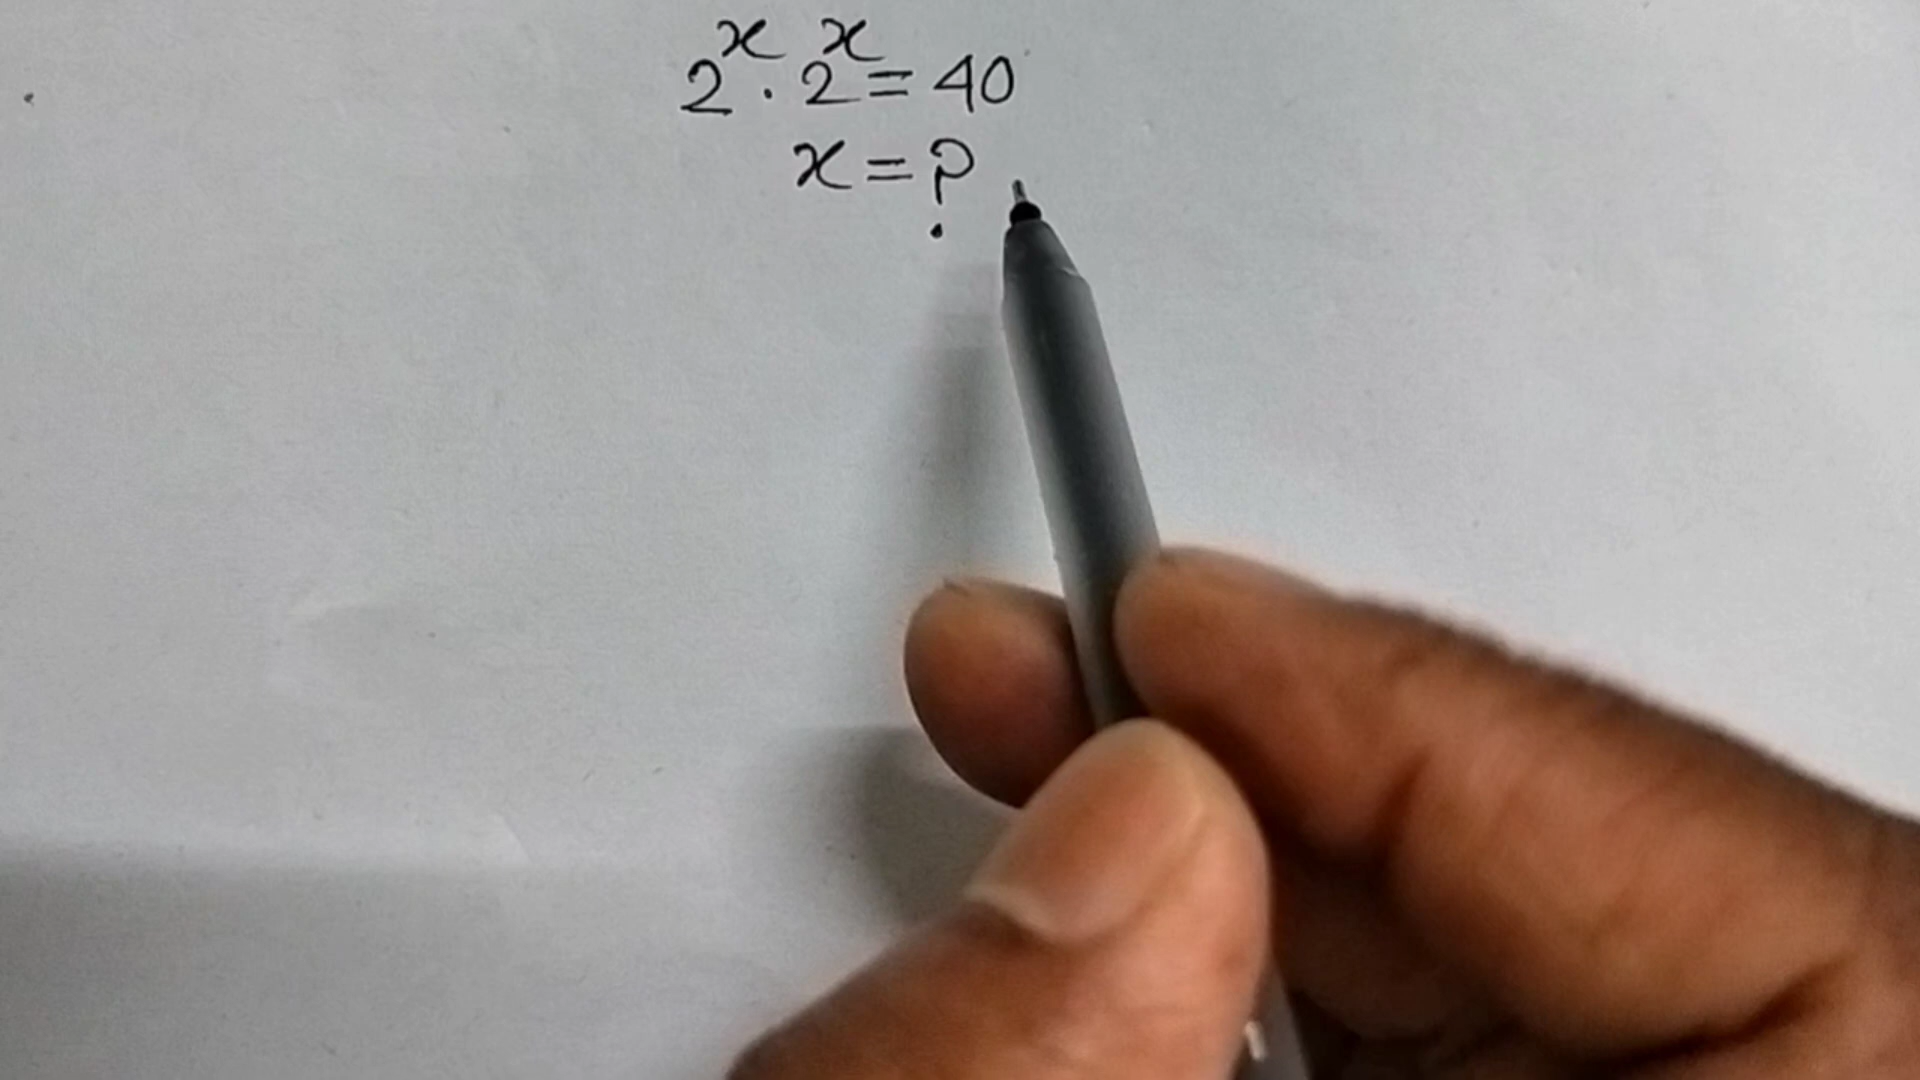 2^x · 2^x = 40
x = ?